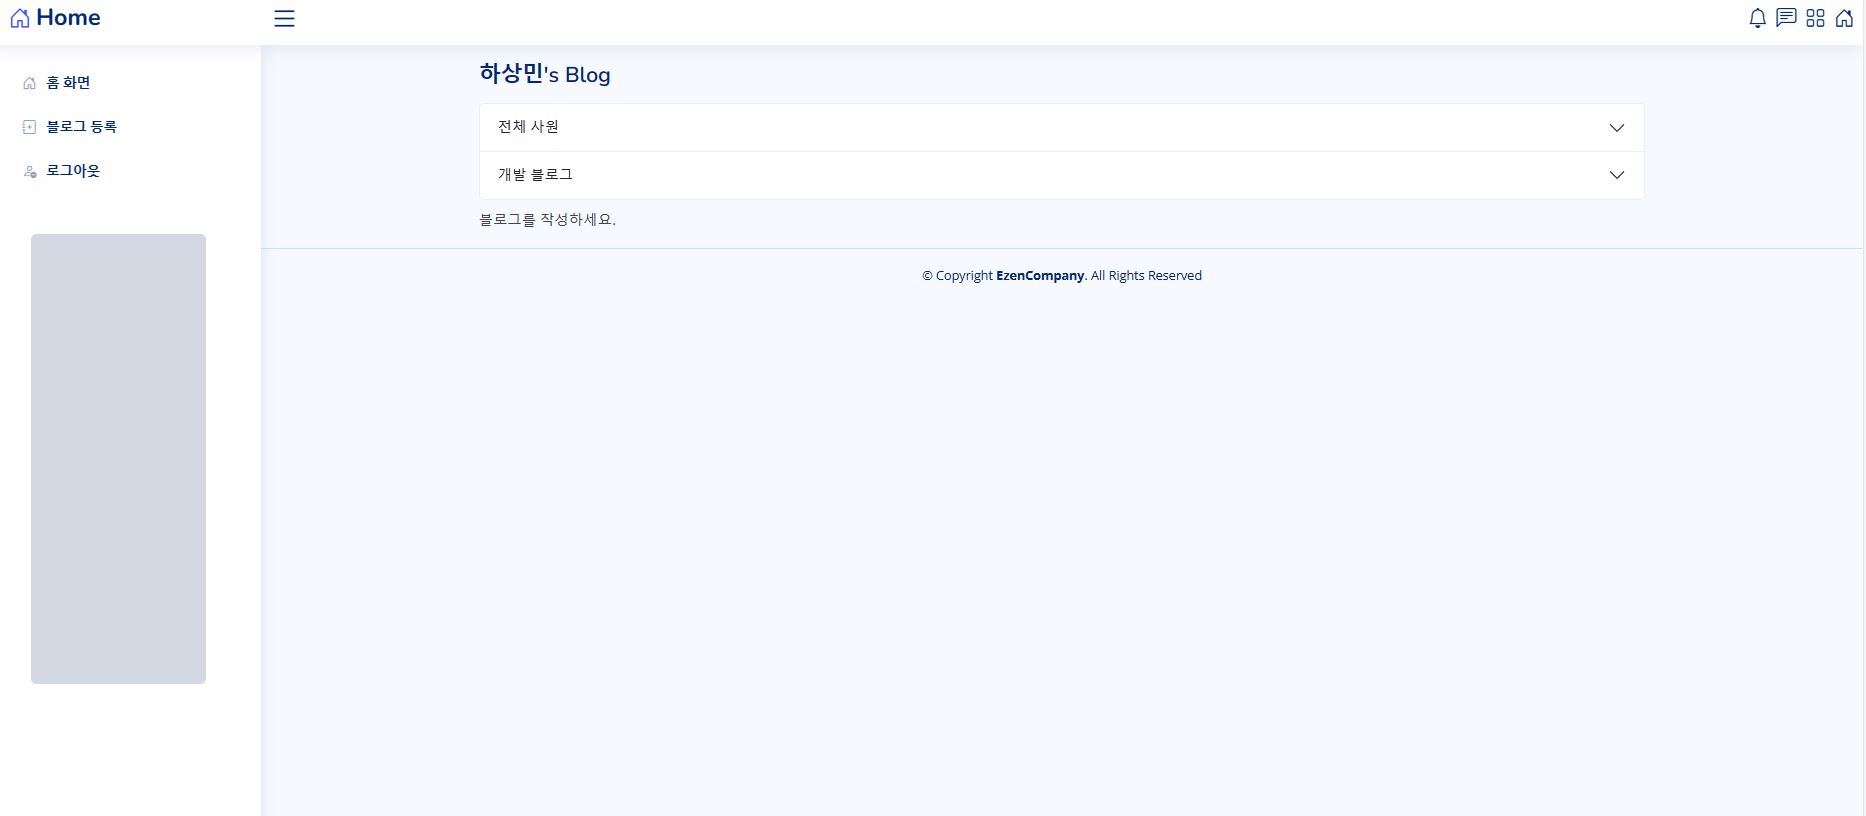 Home
홈 화면
블로그 등록
로그아웃
하상민's Blog
전체 사원
개발 블로그
블로그를 작성하세요.
© Copyright EzenCompany. All Rights Reserved